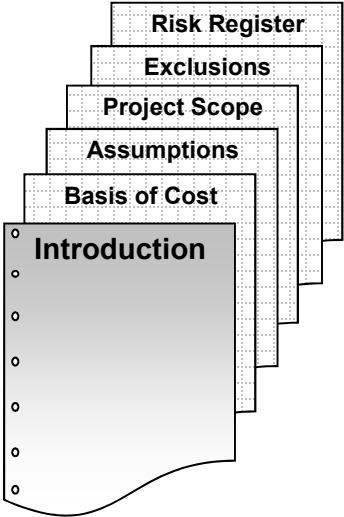 Risk Register
Exclusions
Project Scope
Assumptions
Basis of Cost
Introduction